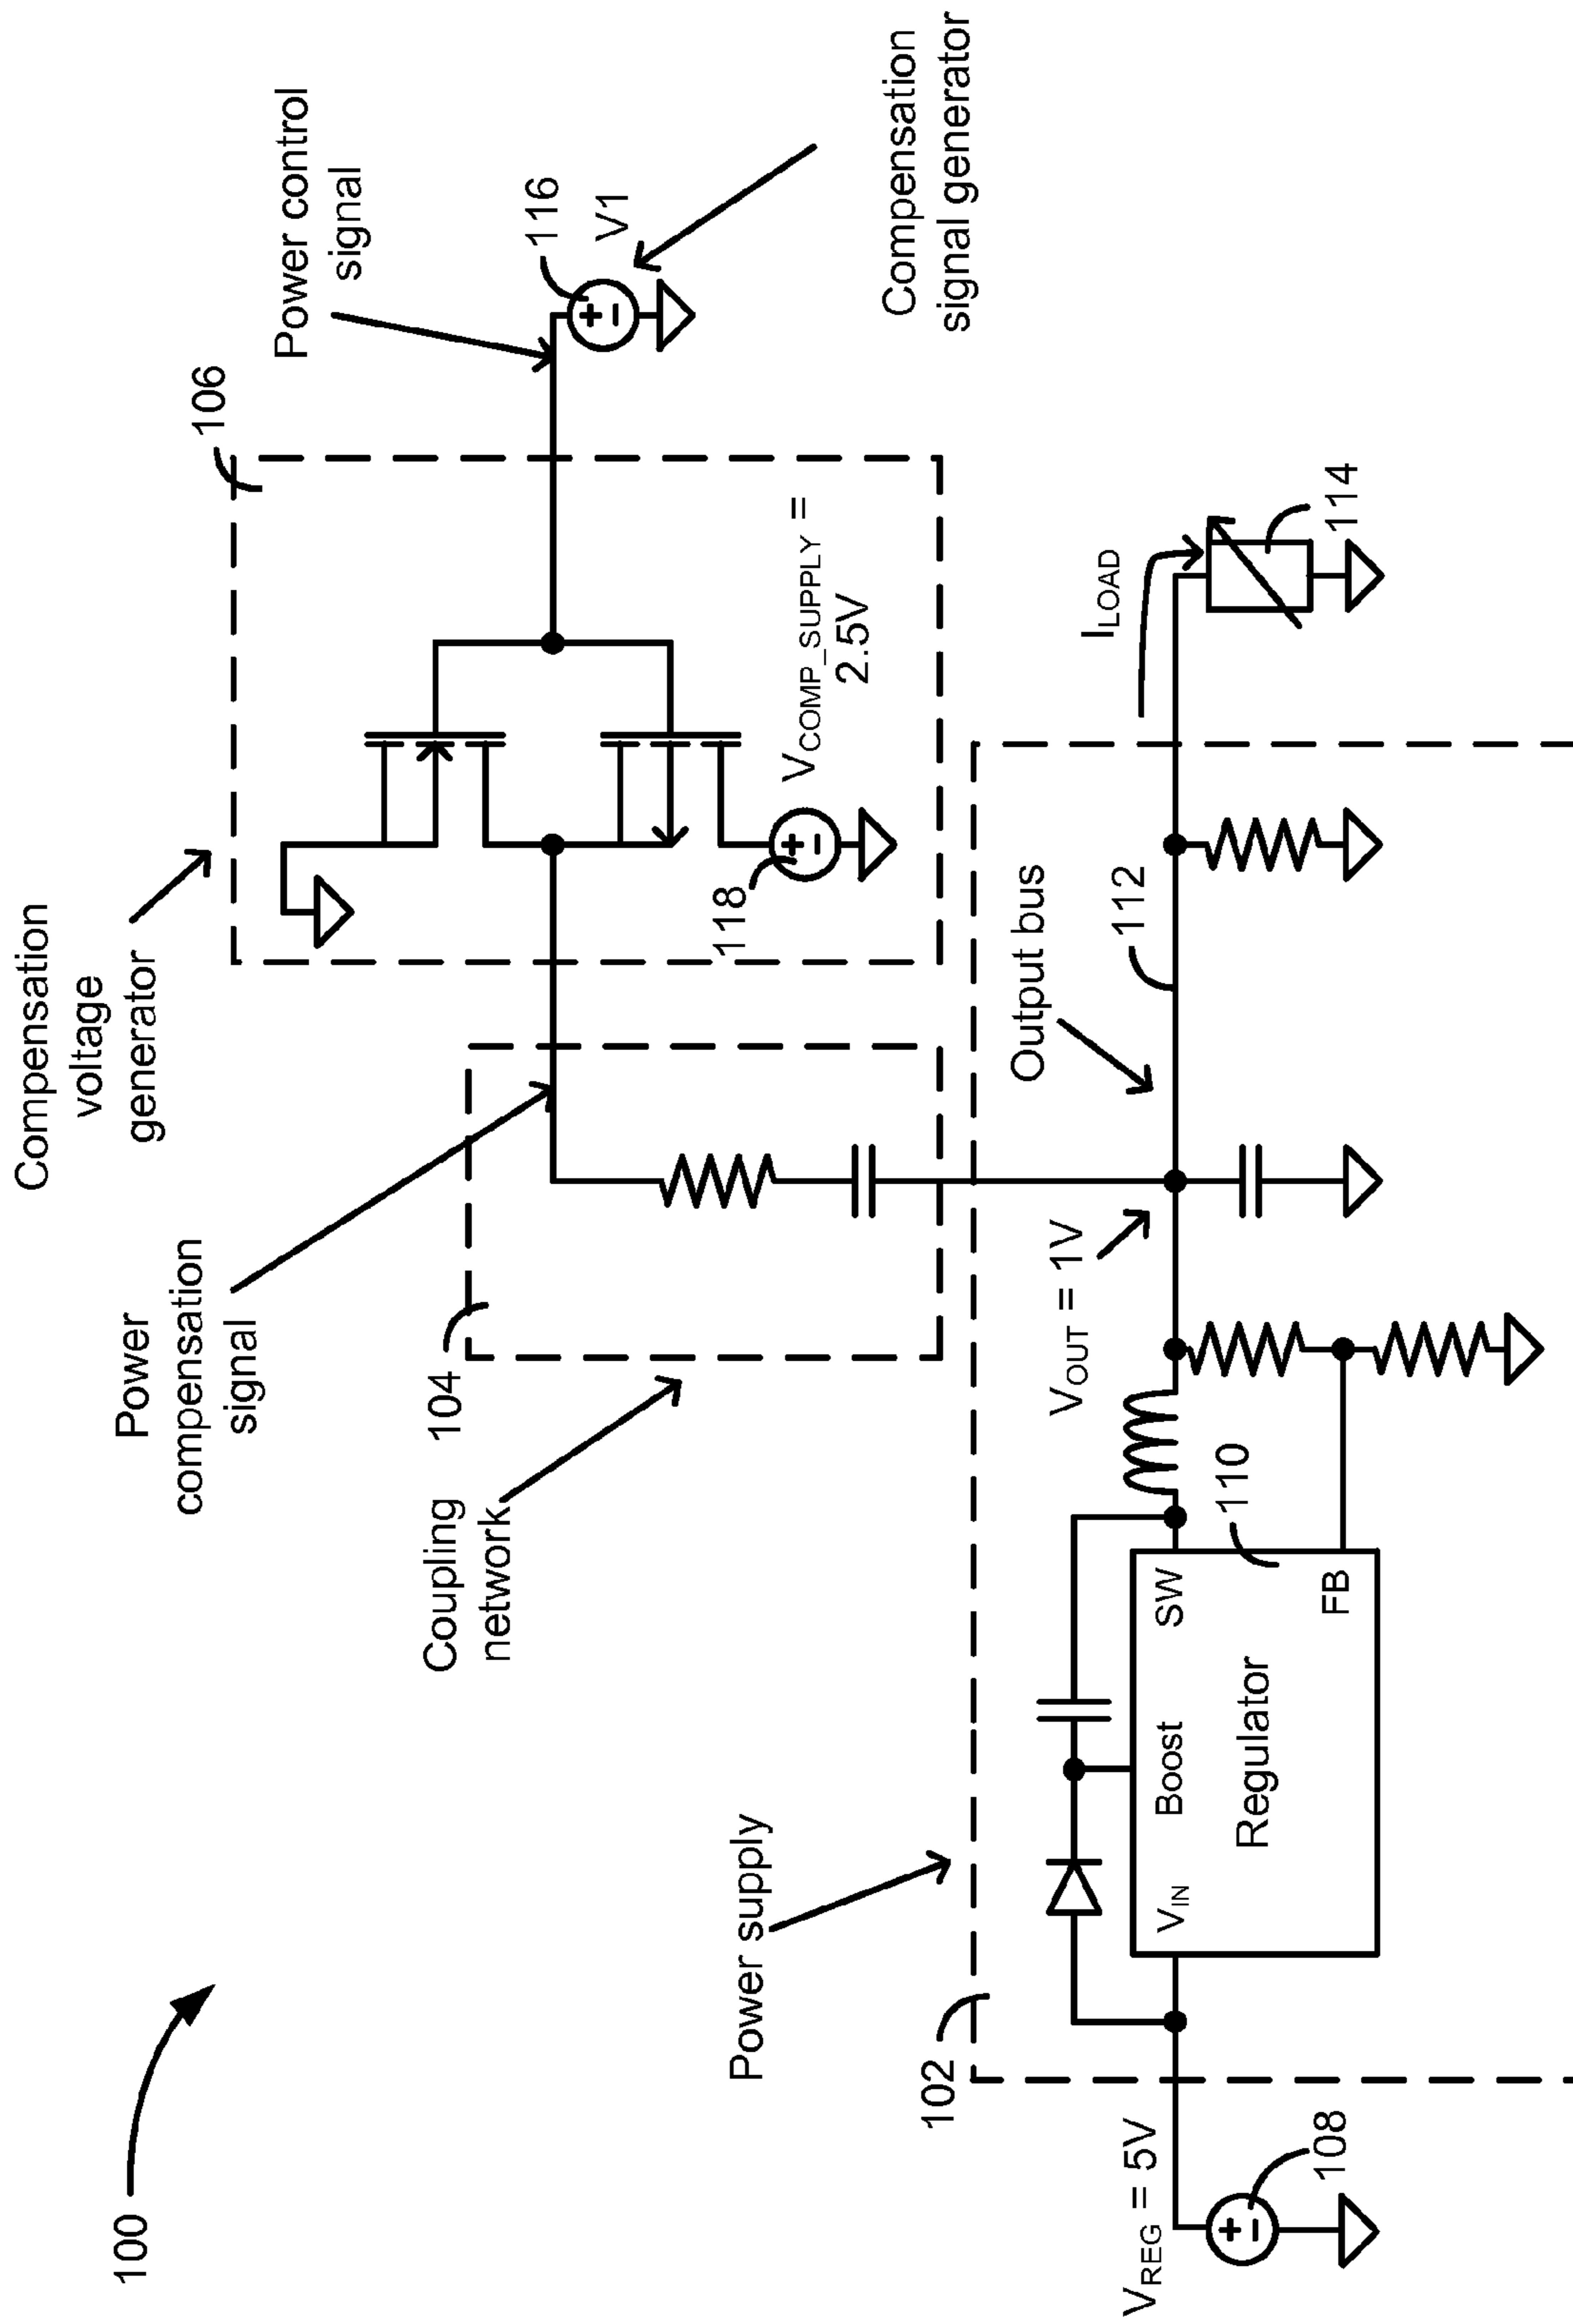 100
Compensation
voltage
generator
106
Power control
signal
116
V1
Compensation
signal generator
Power
compensation
signal
104
Coupling
network
118
V_COMP_SUPPLY =
2.5V
Power supply
102
V_OUT = 1V
Output bus
112
I_LOAD
114
V_REG = 5V
108
V_IN
Boost
SW
110
Regulator
FB